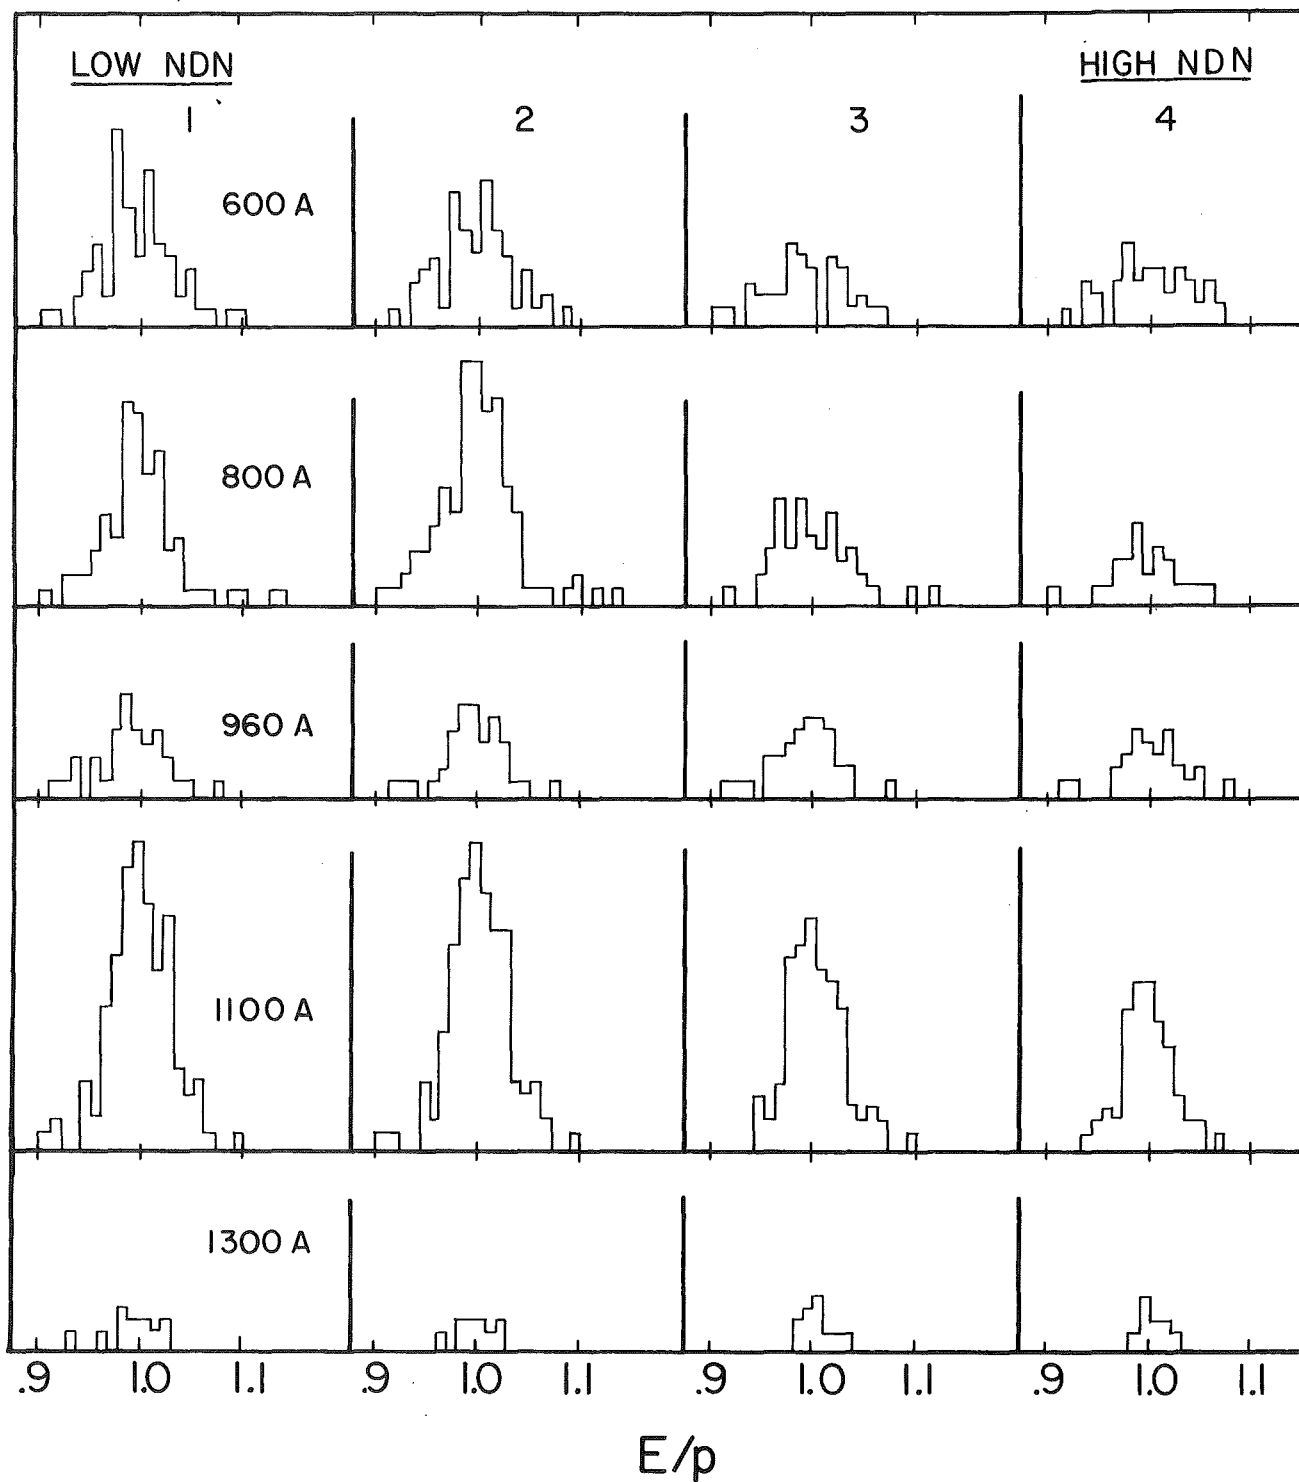 LOW NDN
HIGH NDN
1 2 3 4
600 A
800 A
960 A
1100 A
1300 A
.9 1.0 1.1 .9 1.0 1.1 .9 1.0 1.1 .9 1.0 1.1
E/p